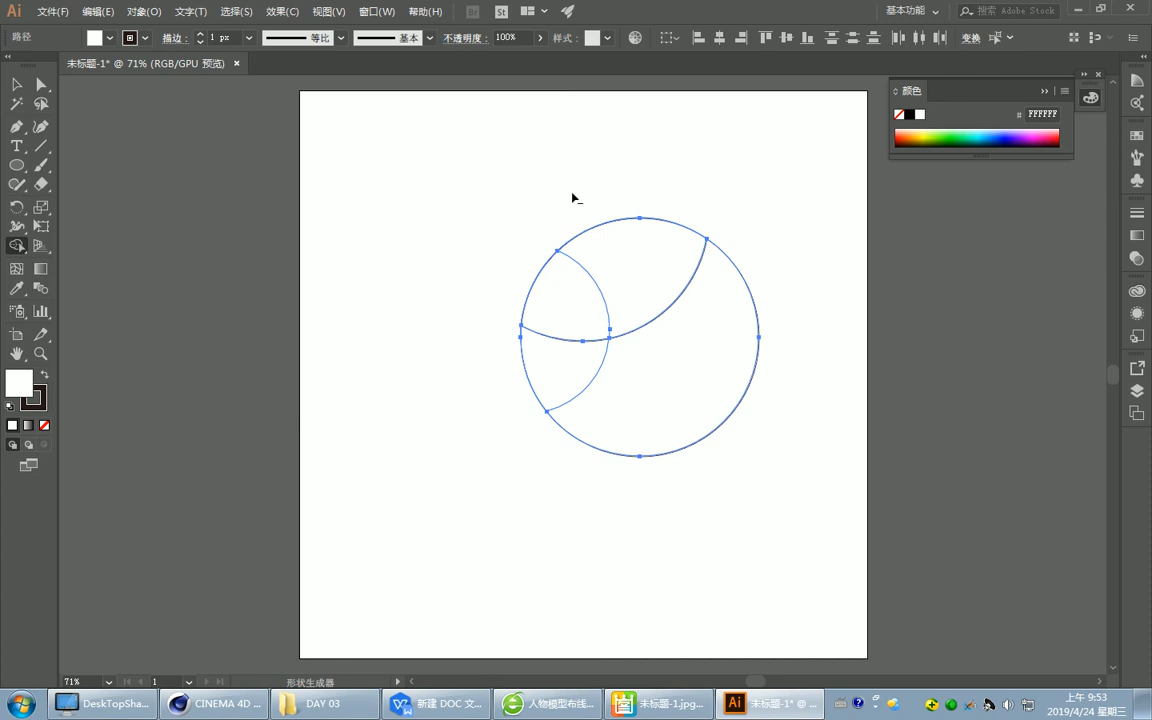 Ai 文件(F) 编辑(E) 对象(O) 文字(T) 选择(S) 效果(C) 视图(V) 窗口(W) 帮助(H) Br St 基本功能 搜索 Adobe Stock
路径 描边: 1 px 等比 基本 不透明度: 100% 样式: 变换
未标题-1* @ 71% (RGB/GPU 预览) ×
颜色
# FFFFFF
71% 1 形状生成器
DeskTopSha... CINEMA 4D ... DAY 03 新建 DOC 文... 人物模型布线... 未标题-1.jpg... Ai 未标题-1* @ ...
上午 9:53
2019/4/24 星期三